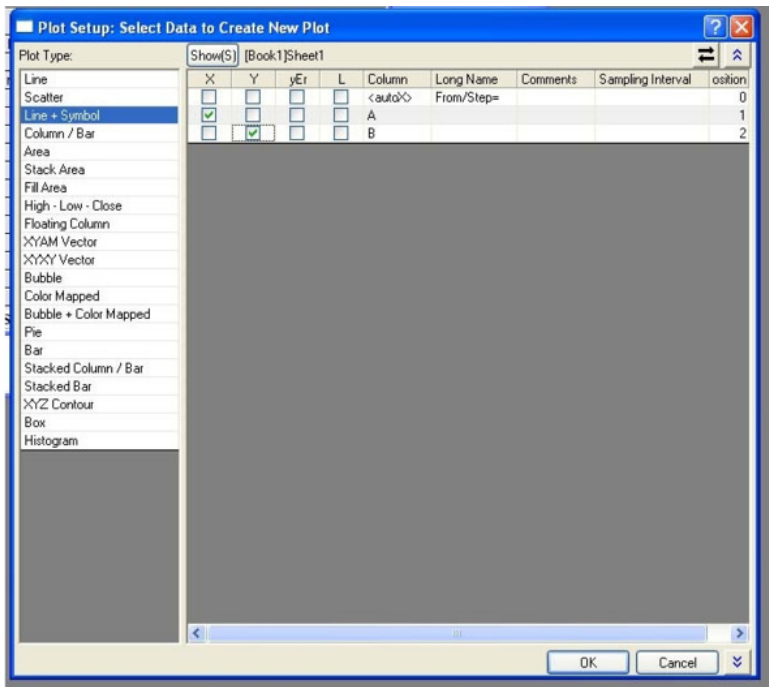 Plot Setup: Select Data to Create New Plot
Plot Type:
Show(S) [Book1]Sheet1
Line
Scatter
Line + Symbol
Column / Bar
Area
Stack Area
Fill Area
High - Low - Close
Floating Column
XYAM Vector
XYXY Vector
Bubble
Color Mapped
Bubble + Color Mapped
Pie
Bar
Stacked Column / Bar
Stacked Bar
XYZ Contour
Box
Histogram
X Y yEr L Column Long Name Comments Sampling Interval osition
<autoX> From/Step= 0
A 1
B 2
OK Cancel